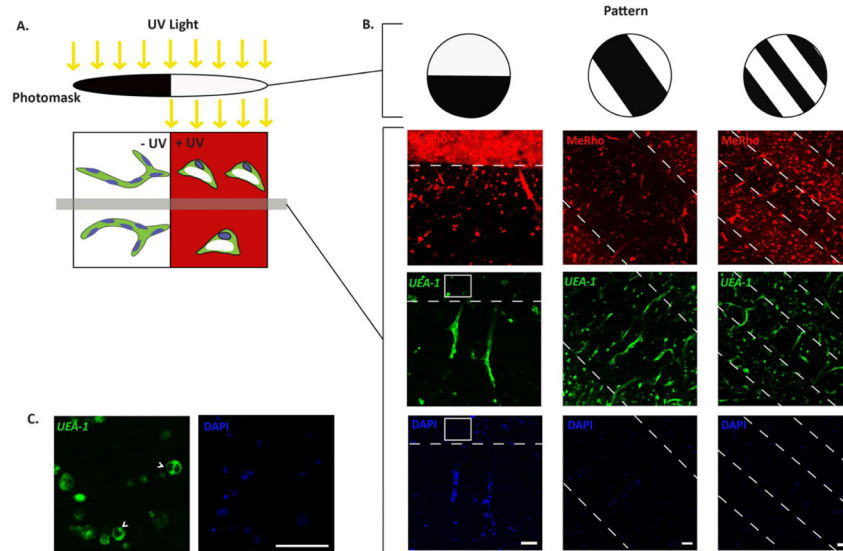 A.
UV Light
Photomask
- UV + UV
B.
Pattern
MeRho
MeRho
UEA-1
UEA-1
UEA-1
DAPI
DAPI
DAPI
C.
UEA-1
DAPI